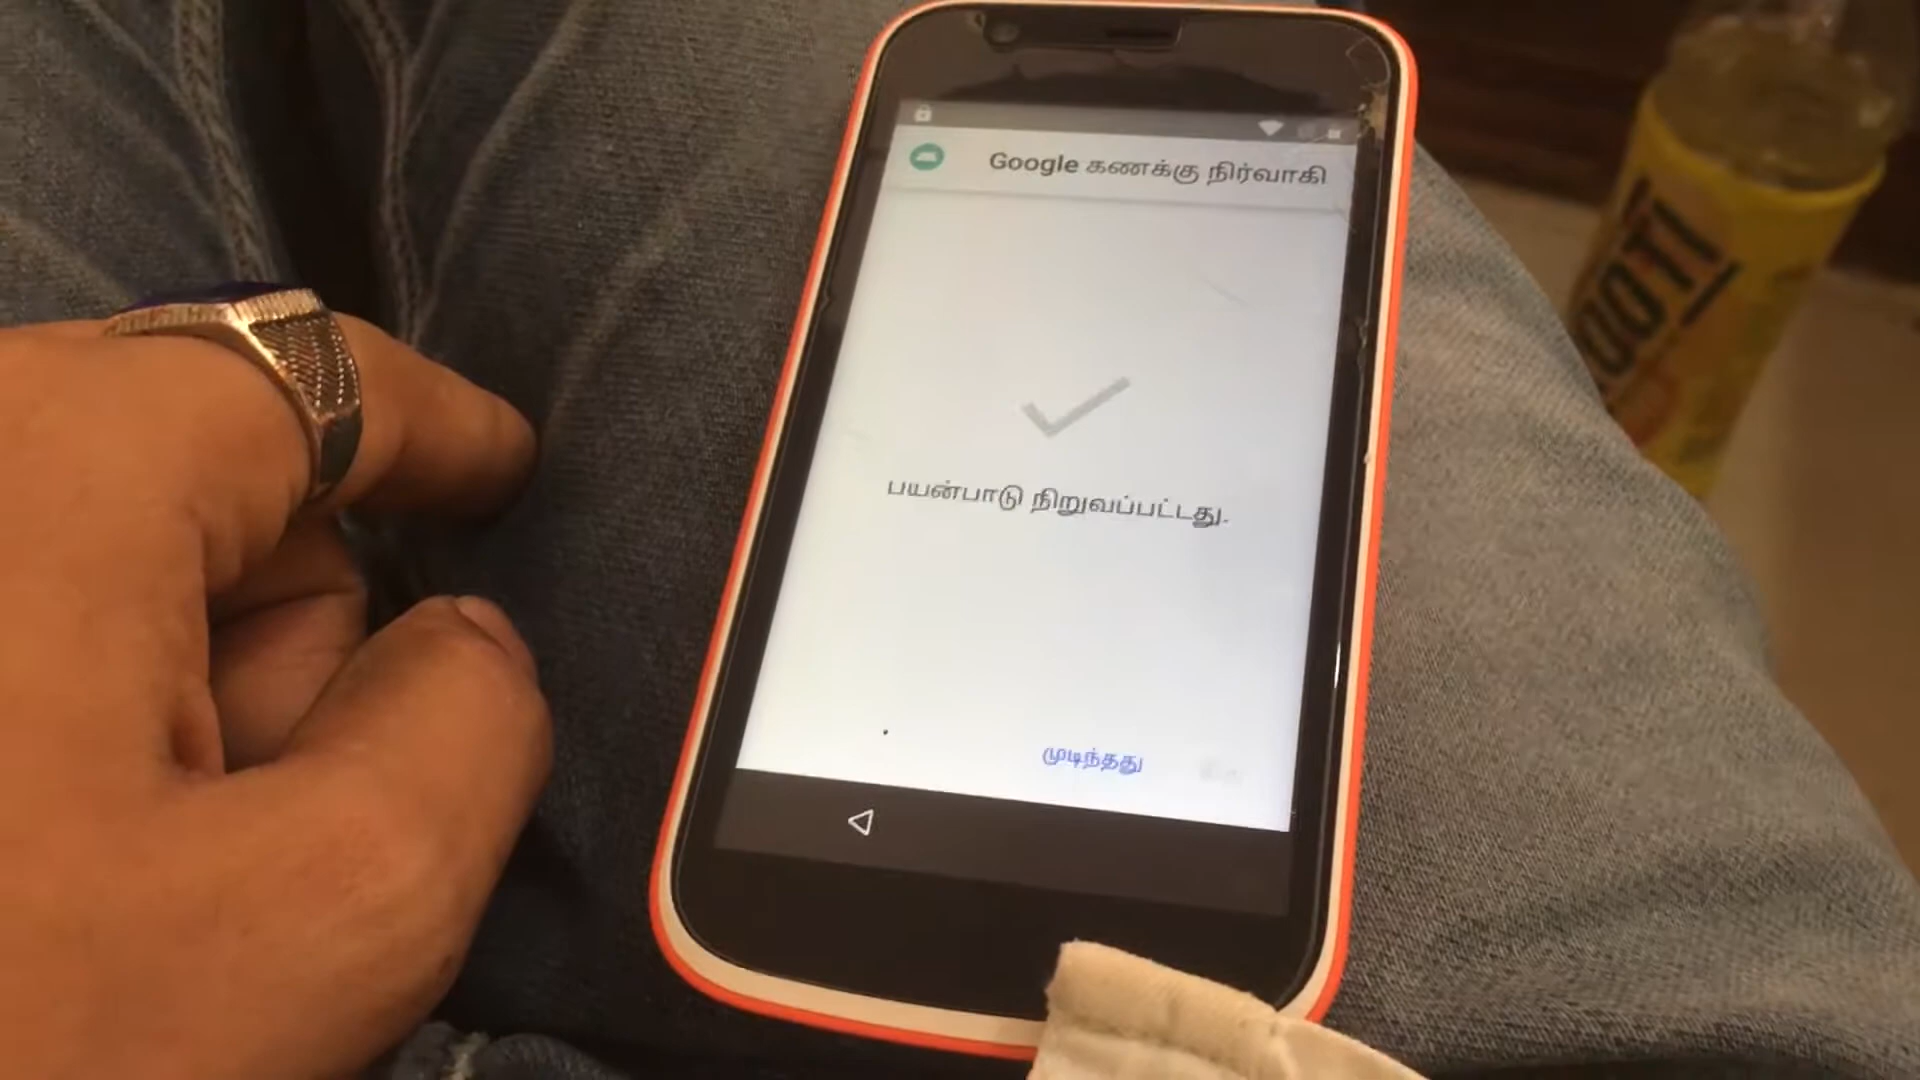 Google கணக்கு நிர்வாகி
பயன்பாடு நிறுவப்பட்டது.
முடிந்தது